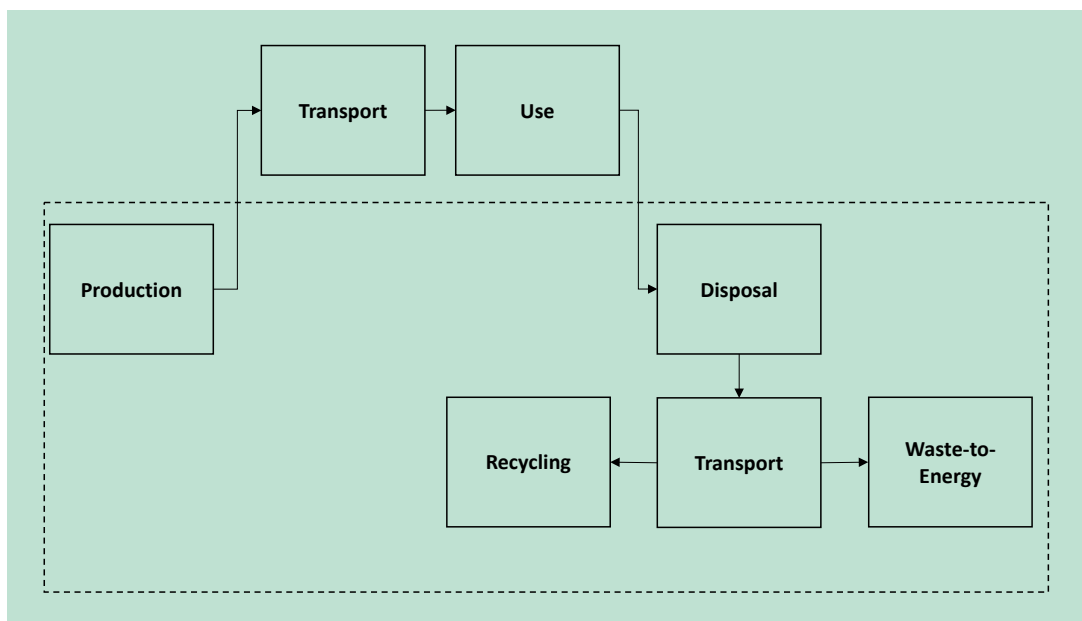 Transport
Use
Production
Disposal
Recycling
Transport
Waste-to-
Energy